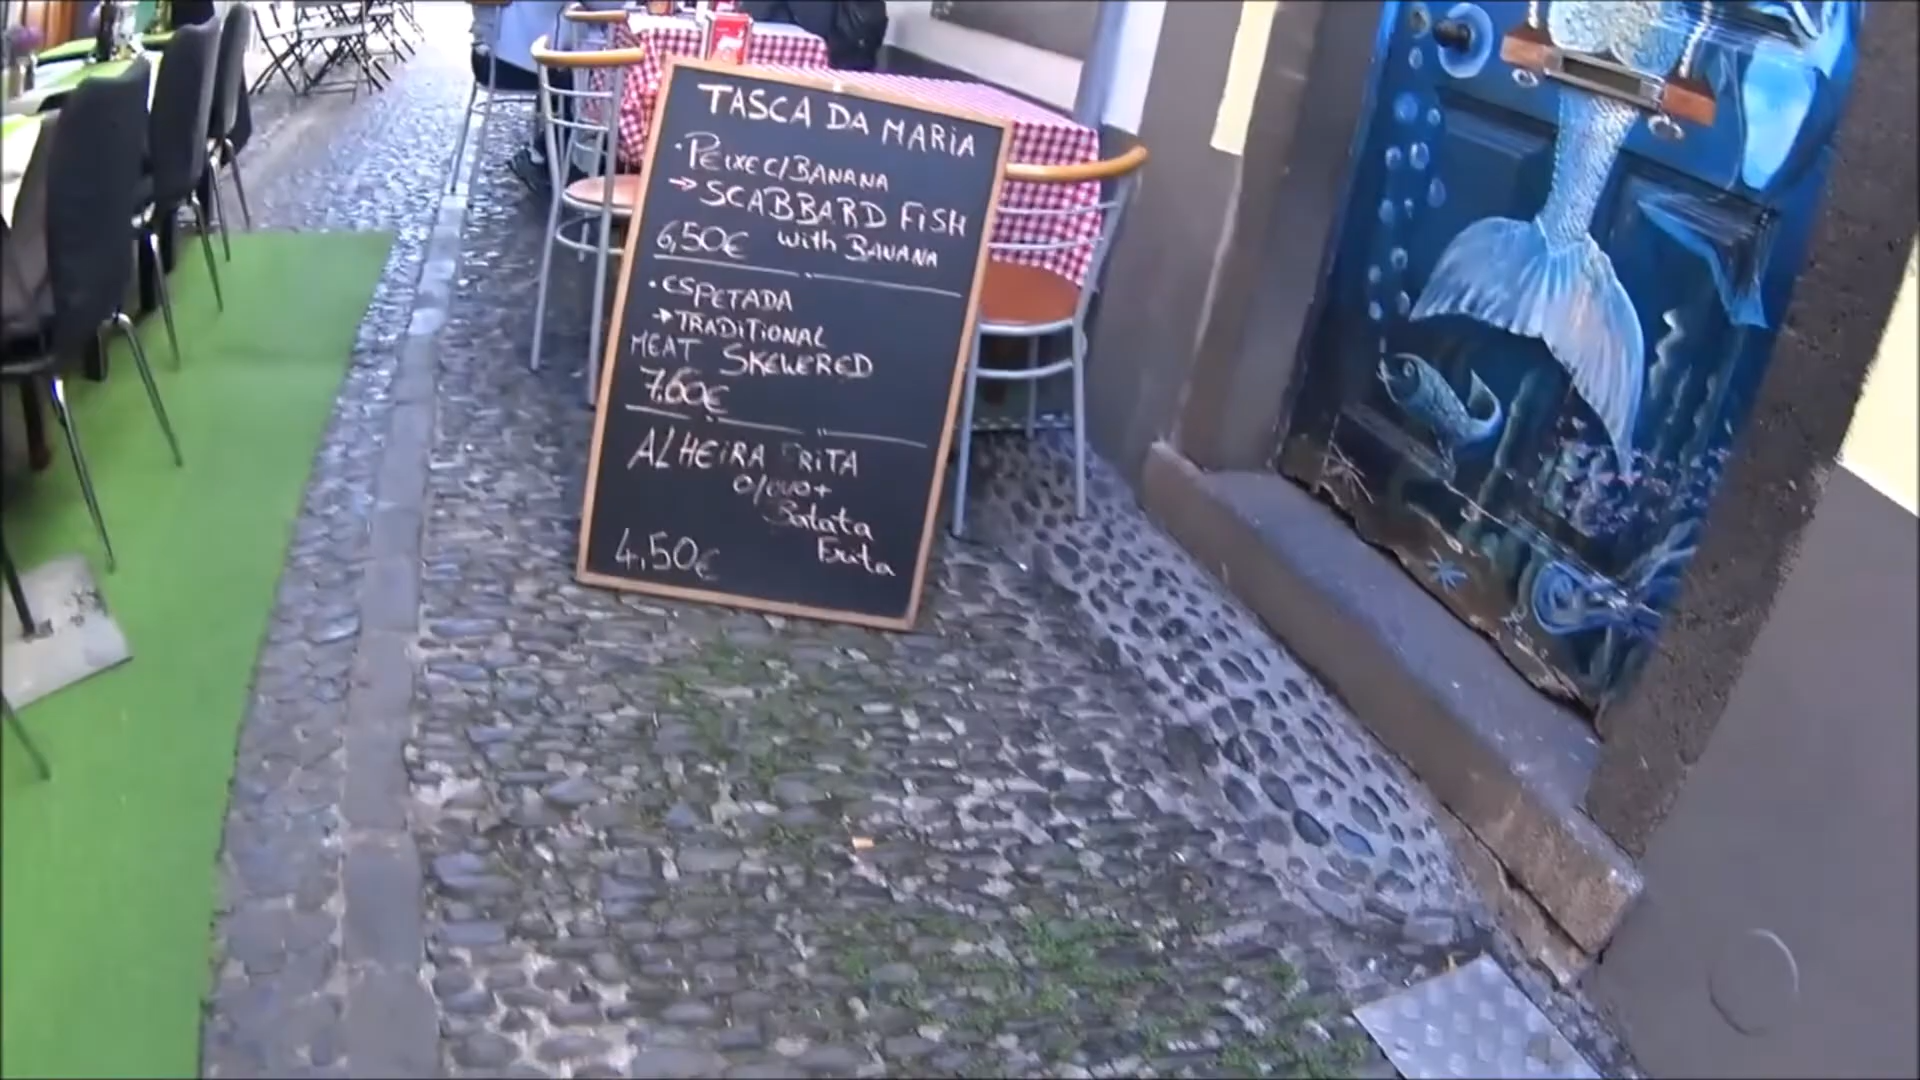 TASCA DA MARIA
• PEIXE C/BANANA
→ SCABBARD FISH
6,50€ with BANANA
• ESPETADA
→ TRADITIONAL
MEAT SKEWERED
7.60€
ALHEIRA FRITA
Batata
Frita
4,50€